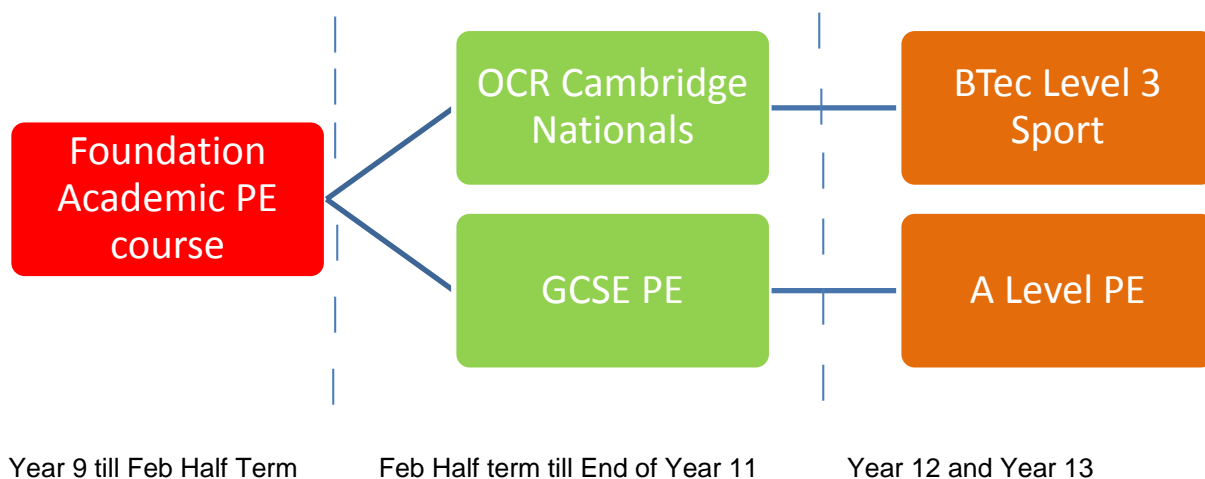 Foundation
Academic PE
course
OCR Cambridge
Nationals
GCSE PE
BTec Level 3
Sport
A Level PE
Year 9 till Feb Half Term
Feb Half term till End of Year 11
Year 12 and Year 13